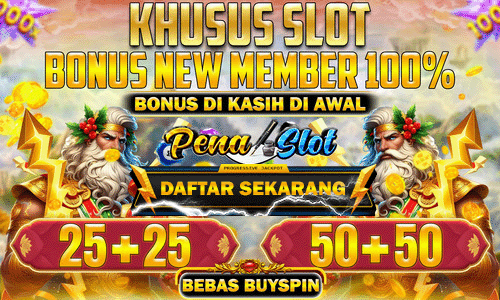 KHUSUS SLOT
BONUS NEW MEMBER 100%
BONUS DI KASIH DI AWAL
Pena Slot
PROGRESSIVE JACKPOT
DAFTAR SEKARANG
25+25
50+50
BEBAS BUYSPIN